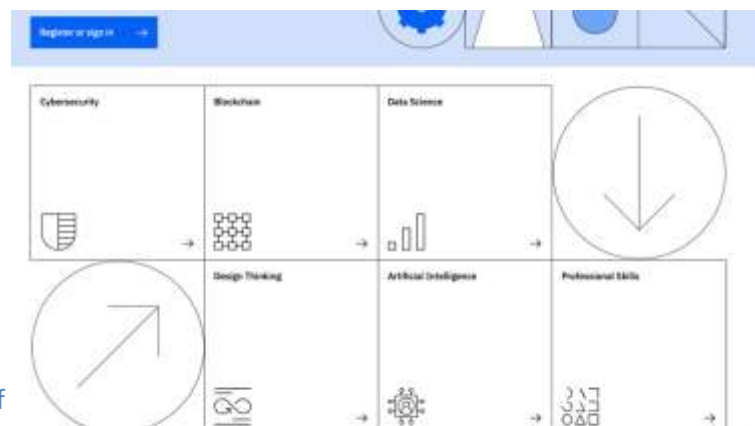 Register or sign in →
Cybersecurity
Blockchain
Data Science
Design Thinking
Artificial Intelligence
Professional Skills
f